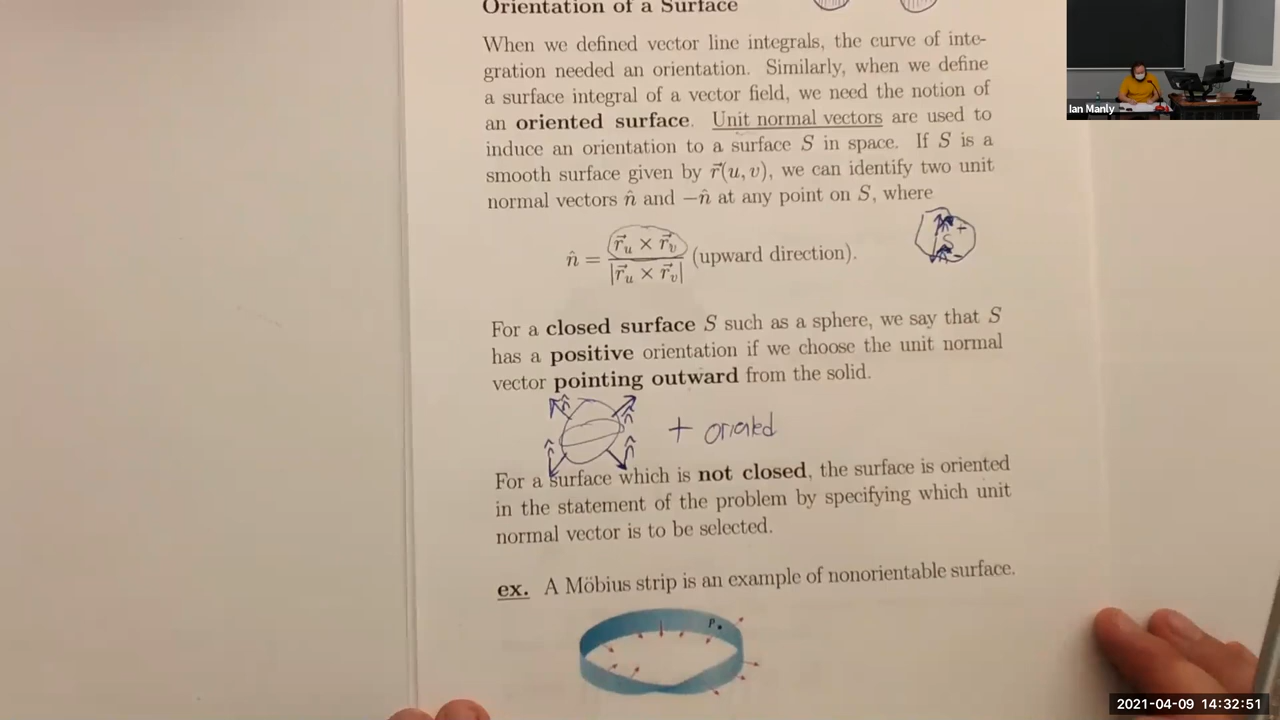 Orientation of a Surface
When we defined vector line integrals, the curve of inte-
gration needed an orientation. Similarly, when we define
a surface integral of a vector field, we need the notion of
an oriented surface. Unit normal vectors are used to
induce an orientation to a surface S in space. If S is a
smooth surface given by r⃗(u, v), we can identify two unit
normal vectors n̂ and −n̂ at any point on S, where
n̂ = (r⃗_u × r⃗_v) / |r⃗_u × r⃗_v| (upward direction).
S +
For a closed surface S such as a sphere, we say that S
has a positive orientation if we choose the unit normal
vector pointing outward from the solid.
n̂ n̂
n̂ n̂
+ oriented
For a surface which is not closed, the surface is oriented
in the statement of the problem by specifying which unit
normal vector is to be selected.
ex. A Möbius strip is an example of nonorientable surface.
P
Ian Manly
2021-04-09 14:32:51